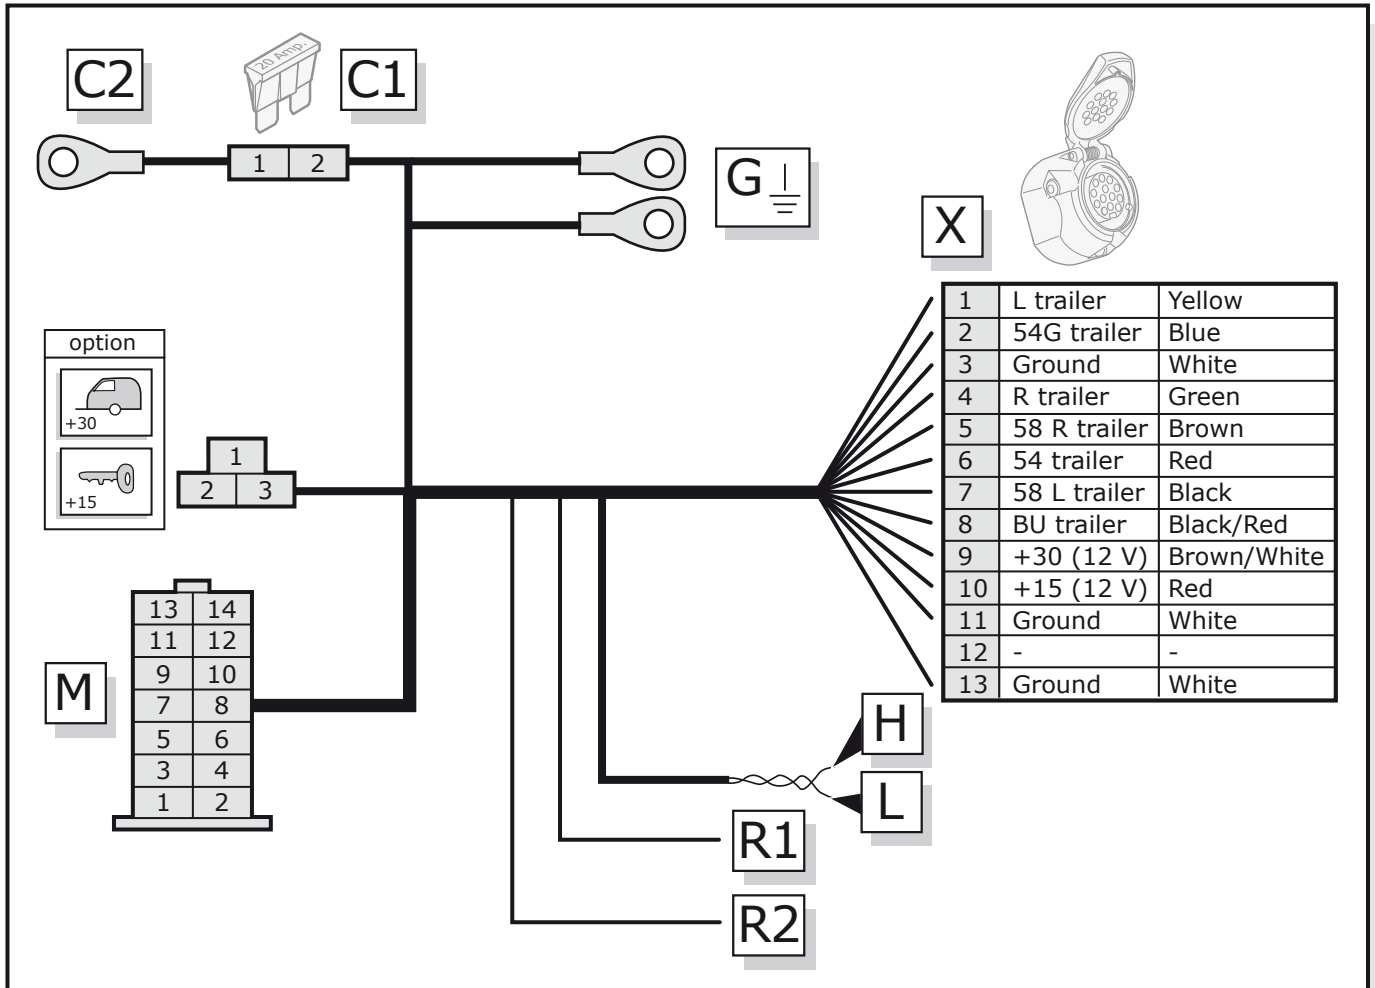 C2
20 Amp.
C1
1 2
G
X
1 L trailer Yellow
2 54G trailer Blue
3 Ground White
4 R trailer Green
5 58 R trailer Brown
6 54 trailer Red
7 58 L trailer Black
8 BU trailer Black/Red
9 +30 (12 V) Brown/White
10 +15 (12 V) Red
11 Ground White
12 - -
13 Ground White
option
+30
+15
1
2 3
M
13 14
11 12
9 10
7 8
5 6
3 4
1 2
H
L
R1
R2